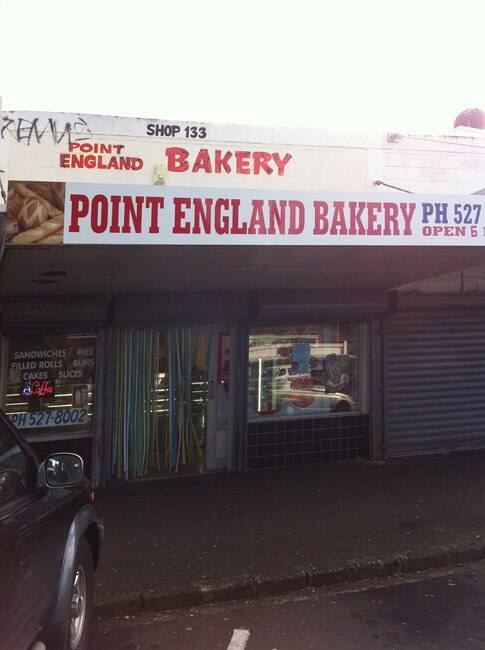 SHOP 133
POINT
ENGLAND BAKERY
POINT ENGLAND BAKERY PH 527
OPEN 6
SANDWICHES PIES
FILLED ROLLS BUNS
CAKES SLICES
Coffee
PH 527-8002